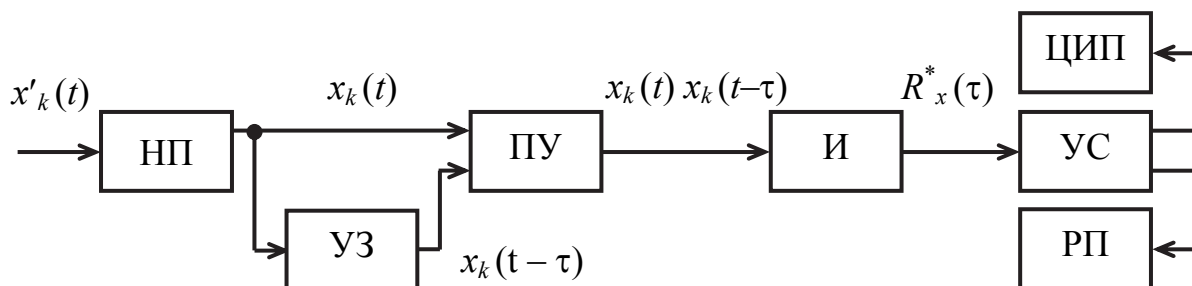 ЦИП
x'ₖ(t)
xₖ(t)
xₖ(t) xₖ(t–τ)
R*ₓ(τ)
НП
ПУ
И
УС
УЗ
xₖ(t – τ)
РП